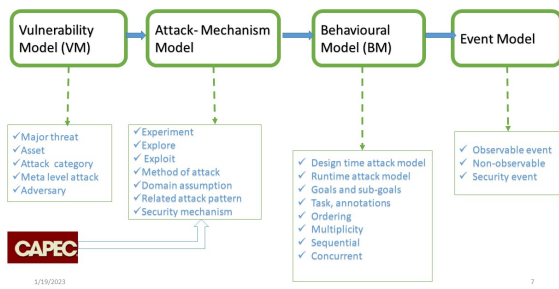 Vulnerability
Model (VM)
Attack- Mechanism
Model
Behavioural
Model (BM)
Event Model
✓Major threat
✓Asset
✓Attack category
✓Meta level attack
✓Adversary
✓Experiment
✓Explore
✓ Exploit
✓Method of attack
✓Domain assumption
✓Related attack pattern
✓Security mechanism
✓ Design time attack model
✓ Runtime attack model
✓ Goals and sub-goals
✓ Task, annotations
✓ Ordering
✓ Multiplicity
✓ Sequential
✓ Concurrent
✓ Observable event
✓ Non-observable
✓ Security event
CAPEC
1/19/2023
7